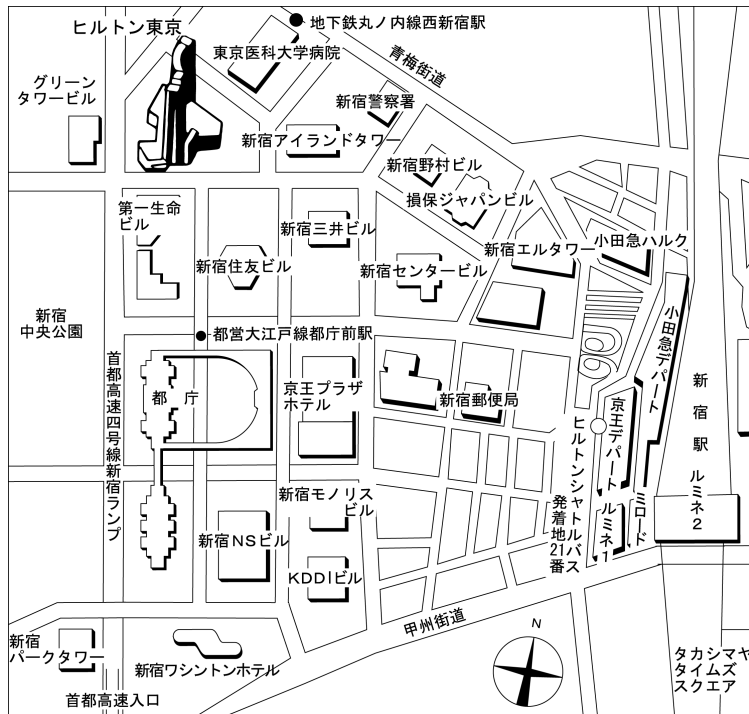 ヒルトン東京
地下鉄丸ノ内線西新宿駅
東京医科大学病院
青梅街道
グリーン
タワービル
新宿警察署
新宿アイランドタワー
新宿野村ビル
損保ジャパンビル
第一生命
ビル
新宿三井ビル
新宿住友ビル
新宿センタービル
新宿エルタワー
小田急ハルク
新宿
中央公園
都営大江戸線都庁前駅
小田急デパート
首都高速四号線新宿ランプ
都庁
京王プラザ
ホテル
新宿郵便局
京王デパート
新宿駅
ヒルトンシャトルバス
発着地21番
ルミネ1
ミロード
ルミネ2
新宿モノリス
ビル
新宿NSビル
KDDIビル
甲州街道
N
新宿
パークタワー
新宿ワシントンホテル
首都高速入口
タカシマヤ
タイムズ
スクエア